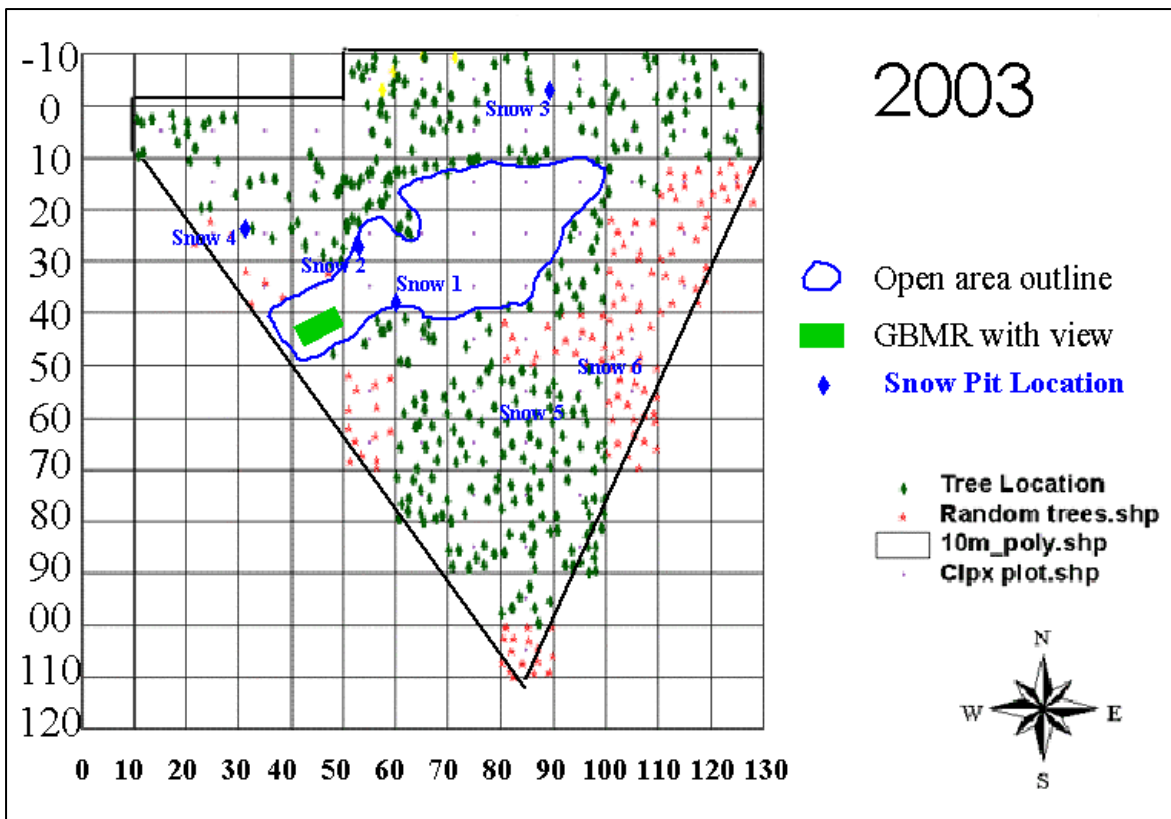 2003
-10
0
10
20
30
40
50
60
70
80
90
00
110
120
0 10 20 30 40 50 60 70 80 90 100 110 120 130
Snow 3
Snow 4
Snow 2
Snow 1
Snow 6
Snow 5
Open area outline
GBMR with view
Snow Pit Location
Tree Location
Random trees.shp
10m_poly.shp
Clpx plot.shp
N
W E
S